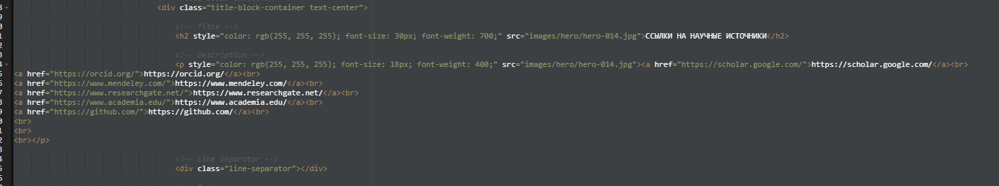 <div class="title-block-container text-center">
<!-- Title -->
<h2 style="color: rgb(255, 255, 255); font-size: 30px; font-weight: 700;" src="images/hero/hero-014.jpg">ССЫЛКИ НА НАУЧНЫЕ ИСТОЧНИКИ</h2>
<!-- Description -->
<p style="color: rgb(255, 255, 255); font-size: 18px; font-weight: 400;" src="images/hero/hero-014.jpg"><a href="https://scholar.google.com/">https://scholar.google.com/</a><br>
<a href="https://orcid.org/">https://orcid.org/</a><br>
<a href="https://www.mendeley.com/">https://www.mendeley.com/</a><br>
<a href="https://www.researchgate.net/">https://www.researchgate.net/</a><br>
<a href="https://www.academia.edu/">https://www.academia.edu/</a><br>
<a href="https://github.com/">https://github.com/</a><br>
<br>
<br>
<br></p>
<!-- Line Separator -->
<div class="line-separator"></div>